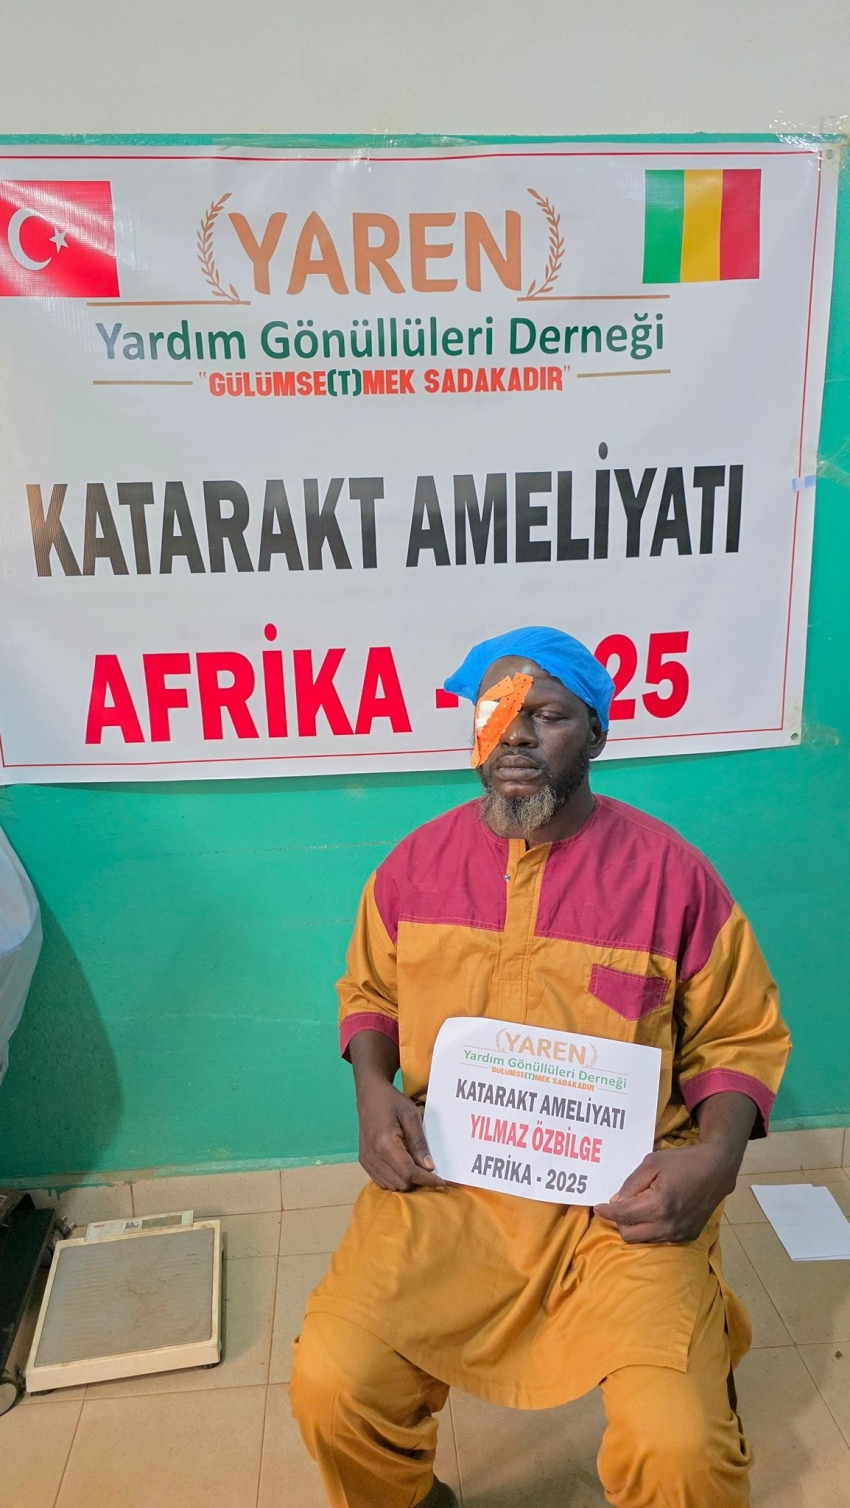 YAREN
Yardım Gönüllüleri Derneği
"GÜLÜMSE(T)MEK SADAKADIR"
KATARAKT AMELİYATI
AFRİKA - 25
YAREN
Yardım Gönüllüleri Derneği
"GÜLÜMSE(T)MEK SADAKADIR"
KATARAKT AMELİYATI
YILMAZ ÖZBİLGE
AFRİKA - 2025